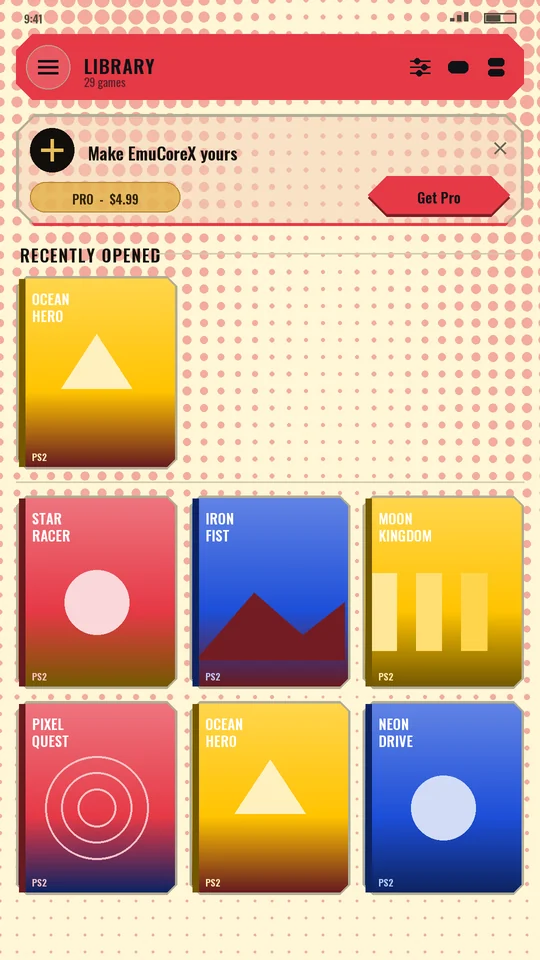 9:41
LIBRARY
29 games
Make EmuCoreX yours
PRO - $4.99
Get Pro
RECENTLY OPENED
OCEAN
HERO
PS2
STAR
RACER
PS2
IRON
FIST
PS2
MOON
KINGDOM
PS2
PIXEL
QUEST
PS2
OCEAN
HERO
PS2
NEON
DRIVE
PS2